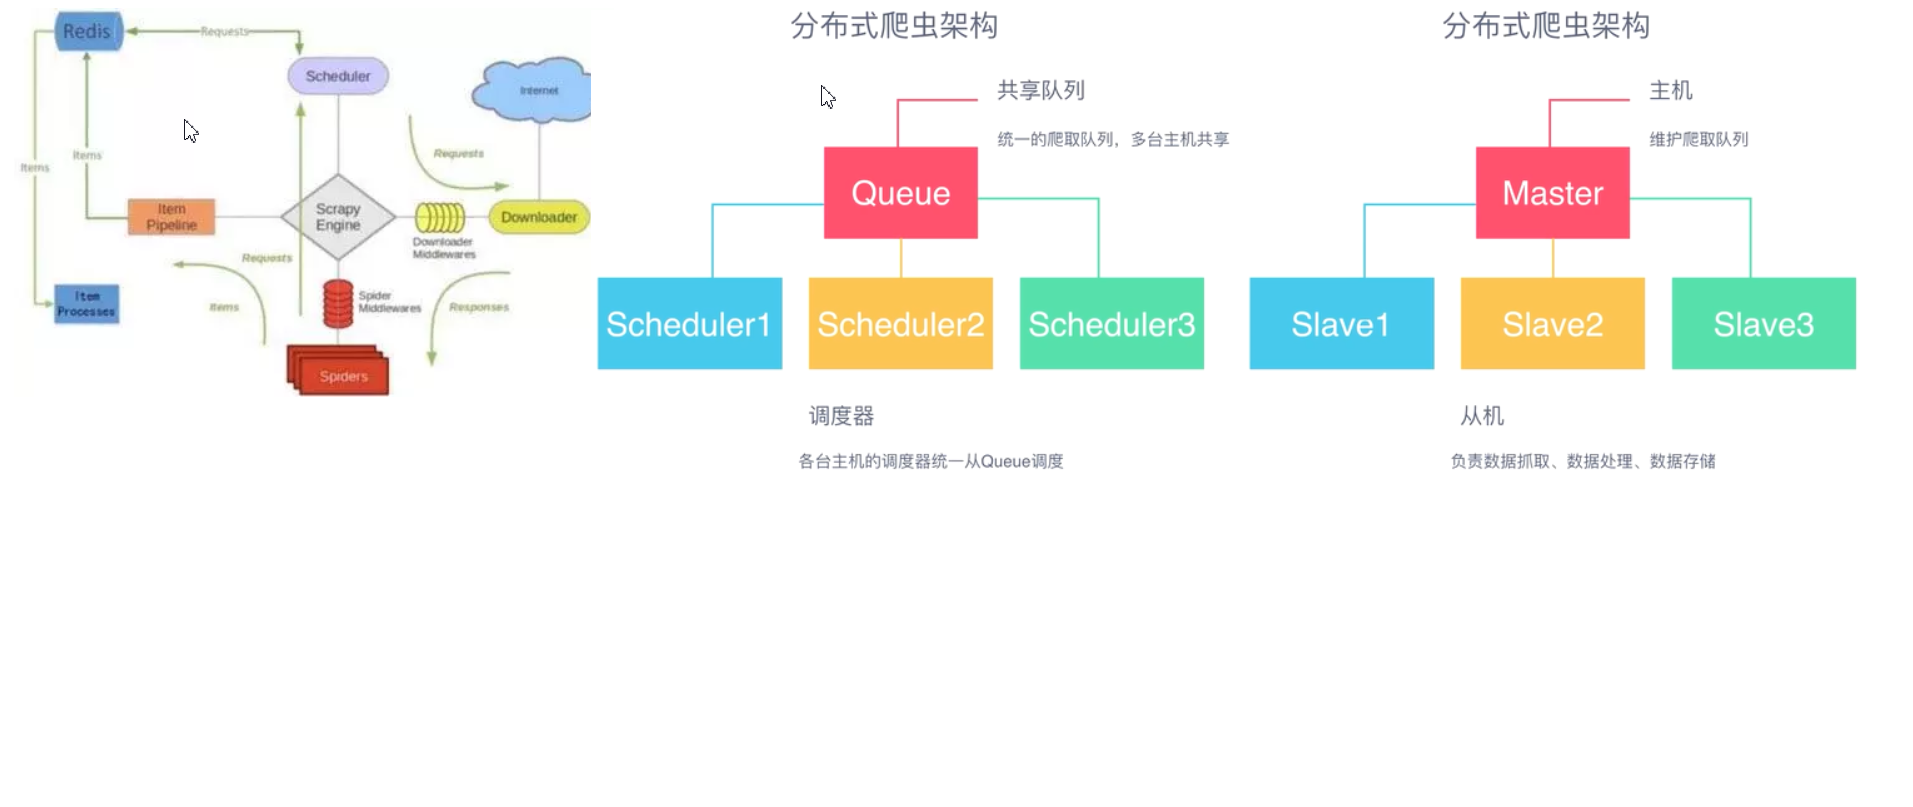 Redis
Requests
Scheduler
Internet
Items
Items
Requests
Item
Pipeline
Scrapy
Engine
Downloader
Downloader
Middlewares
Requests
Item
Processes
Items
Spider
Middlewares
Responses
Spiders
分布式爬虫架构
共享队列
统一的爬取队列，多台主机共享
Queue
Scheduler1
Scheduler2
Scheduler3
调度器
各台主机的调度器统一从Queue调度
分布式爬虫架构
主机
维护爬取队列
Master
Slave1
Slave2
Slave3
从机
负责数据抓取、数据处理、数据存储